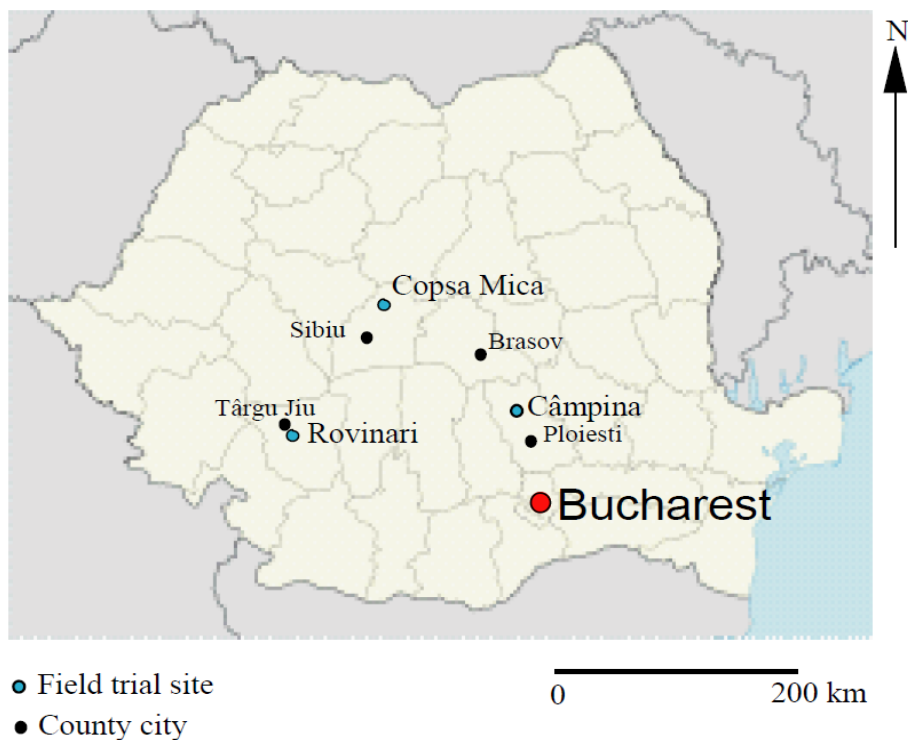 N
Copsa Mica
Sibiu
Brasov
Târgu Jiu
Câmpina
Rovinari
Ploiesti
Bucharest
Field trial site
0 200 km
County city